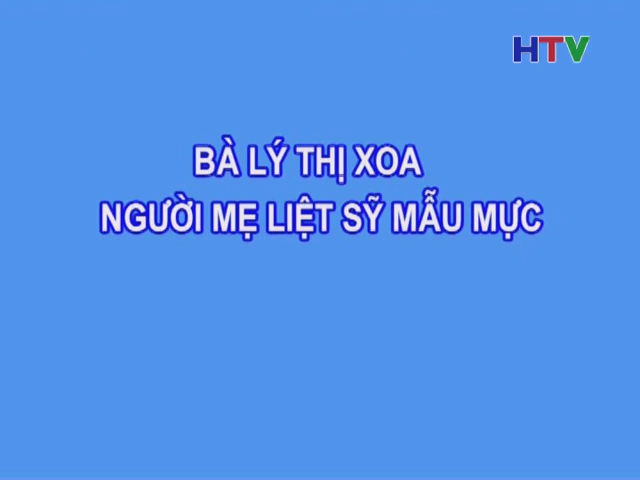 HTV
BÀ LÝ THỊ XOA
NGƯỜI MẸ LIỆT SỸ MẪU MỰC